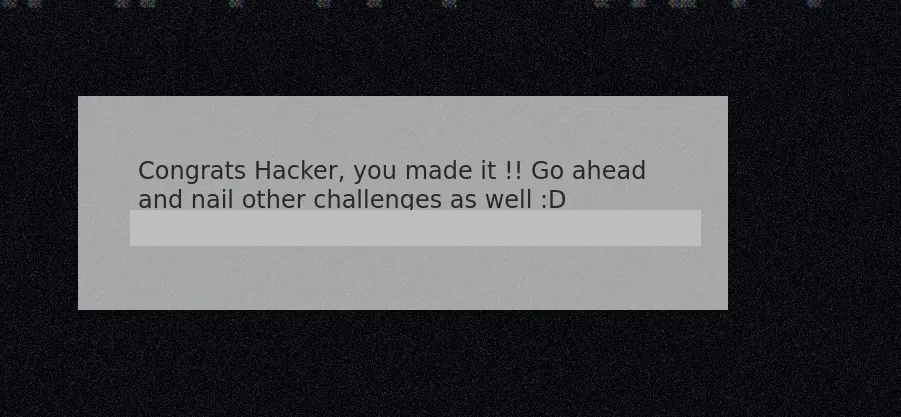 Congrats Hacker, you made it !! Go ahead
and nail other challenges as well :D